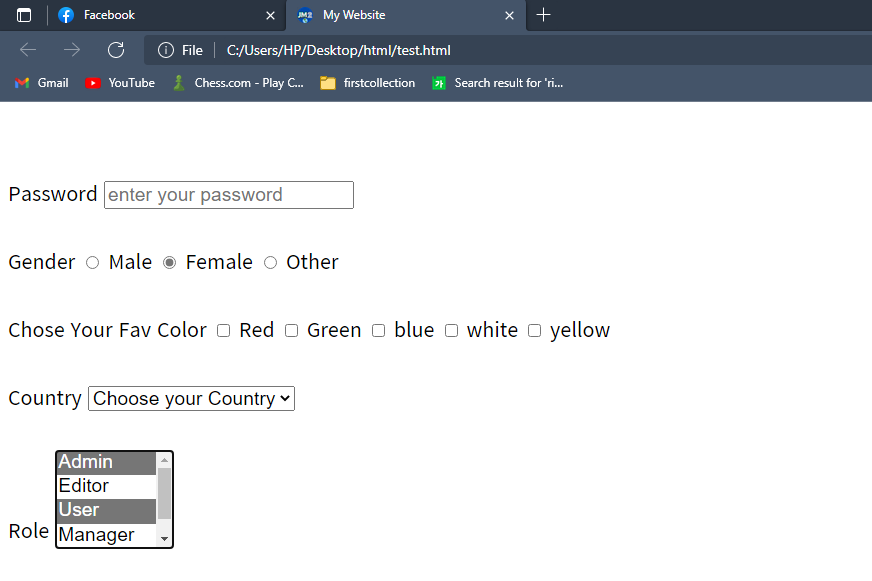 Facebook
JM2 My Website
File C:/Users/HP/Desktop/html/test.html
Gmail YouTube Chess.com - Play C... firstcollection Search result for 'ri...
Password enter your password
Gender Male Female Other
Chose Your Fav Color Red Green blue white yellow
Country Choose your Country
Admin
Editor
User
Role Manager